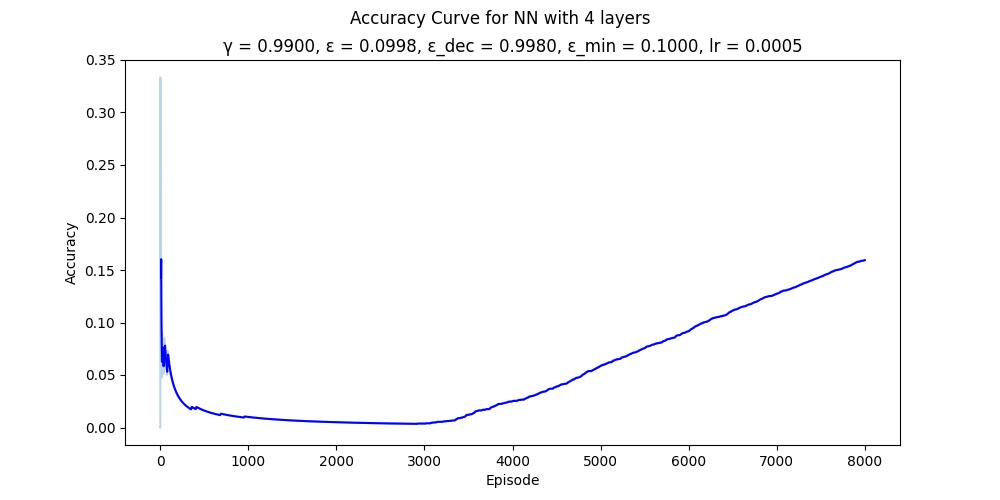 Accuracy Curve for NN with 4 layers
γ = 0.9900, ε = 0.0998, ε_dec = 0.9980, ε_min = 0.1000, lr = 0.0005
0.35
0.30
0.25
0.20
0.15
0.10
0.05
0.00
Accuracy
0 1000 2000 3000 4000 5000 6000 7000 8000
Episode